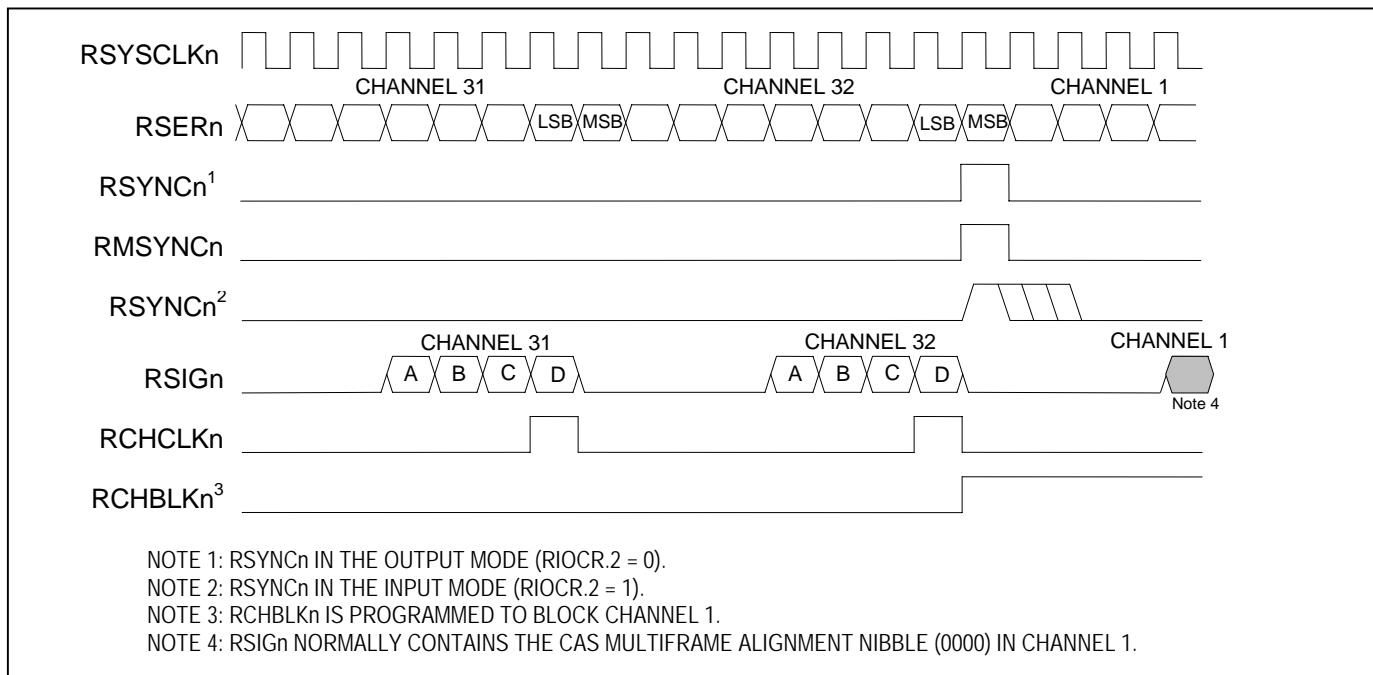 RSYSCLKn
CHANNEL 31 CHANNEL 32 CHANNEL 1
RSERn LSB MSB LSB MSB
RSYNCn¹
RMSYNCn
RSYNCn²
CHANNEL 31 CHANNEL 32 CHANNEL 1
RSIGn A B C D A B C D
Note 4
RCHCLKn
RCHBLKn³
NOTE 1: RSYNCn IN THE OUTPUT MODE (RIOCR.2 = 0).
NOTE 2: RSYNCn IN THE INPUT MODE (RIOCR.2 = 1).
NOTE 3: RCHBLKn IS PROGRAMMED TO BLOCK CHANNEL 1.
NOTE 4: RSIGn NORMALLY CONTAINS THE CAS MULTIFRAME ALIGNMENT NIBBLE (0000) IN CHANNEL 1.